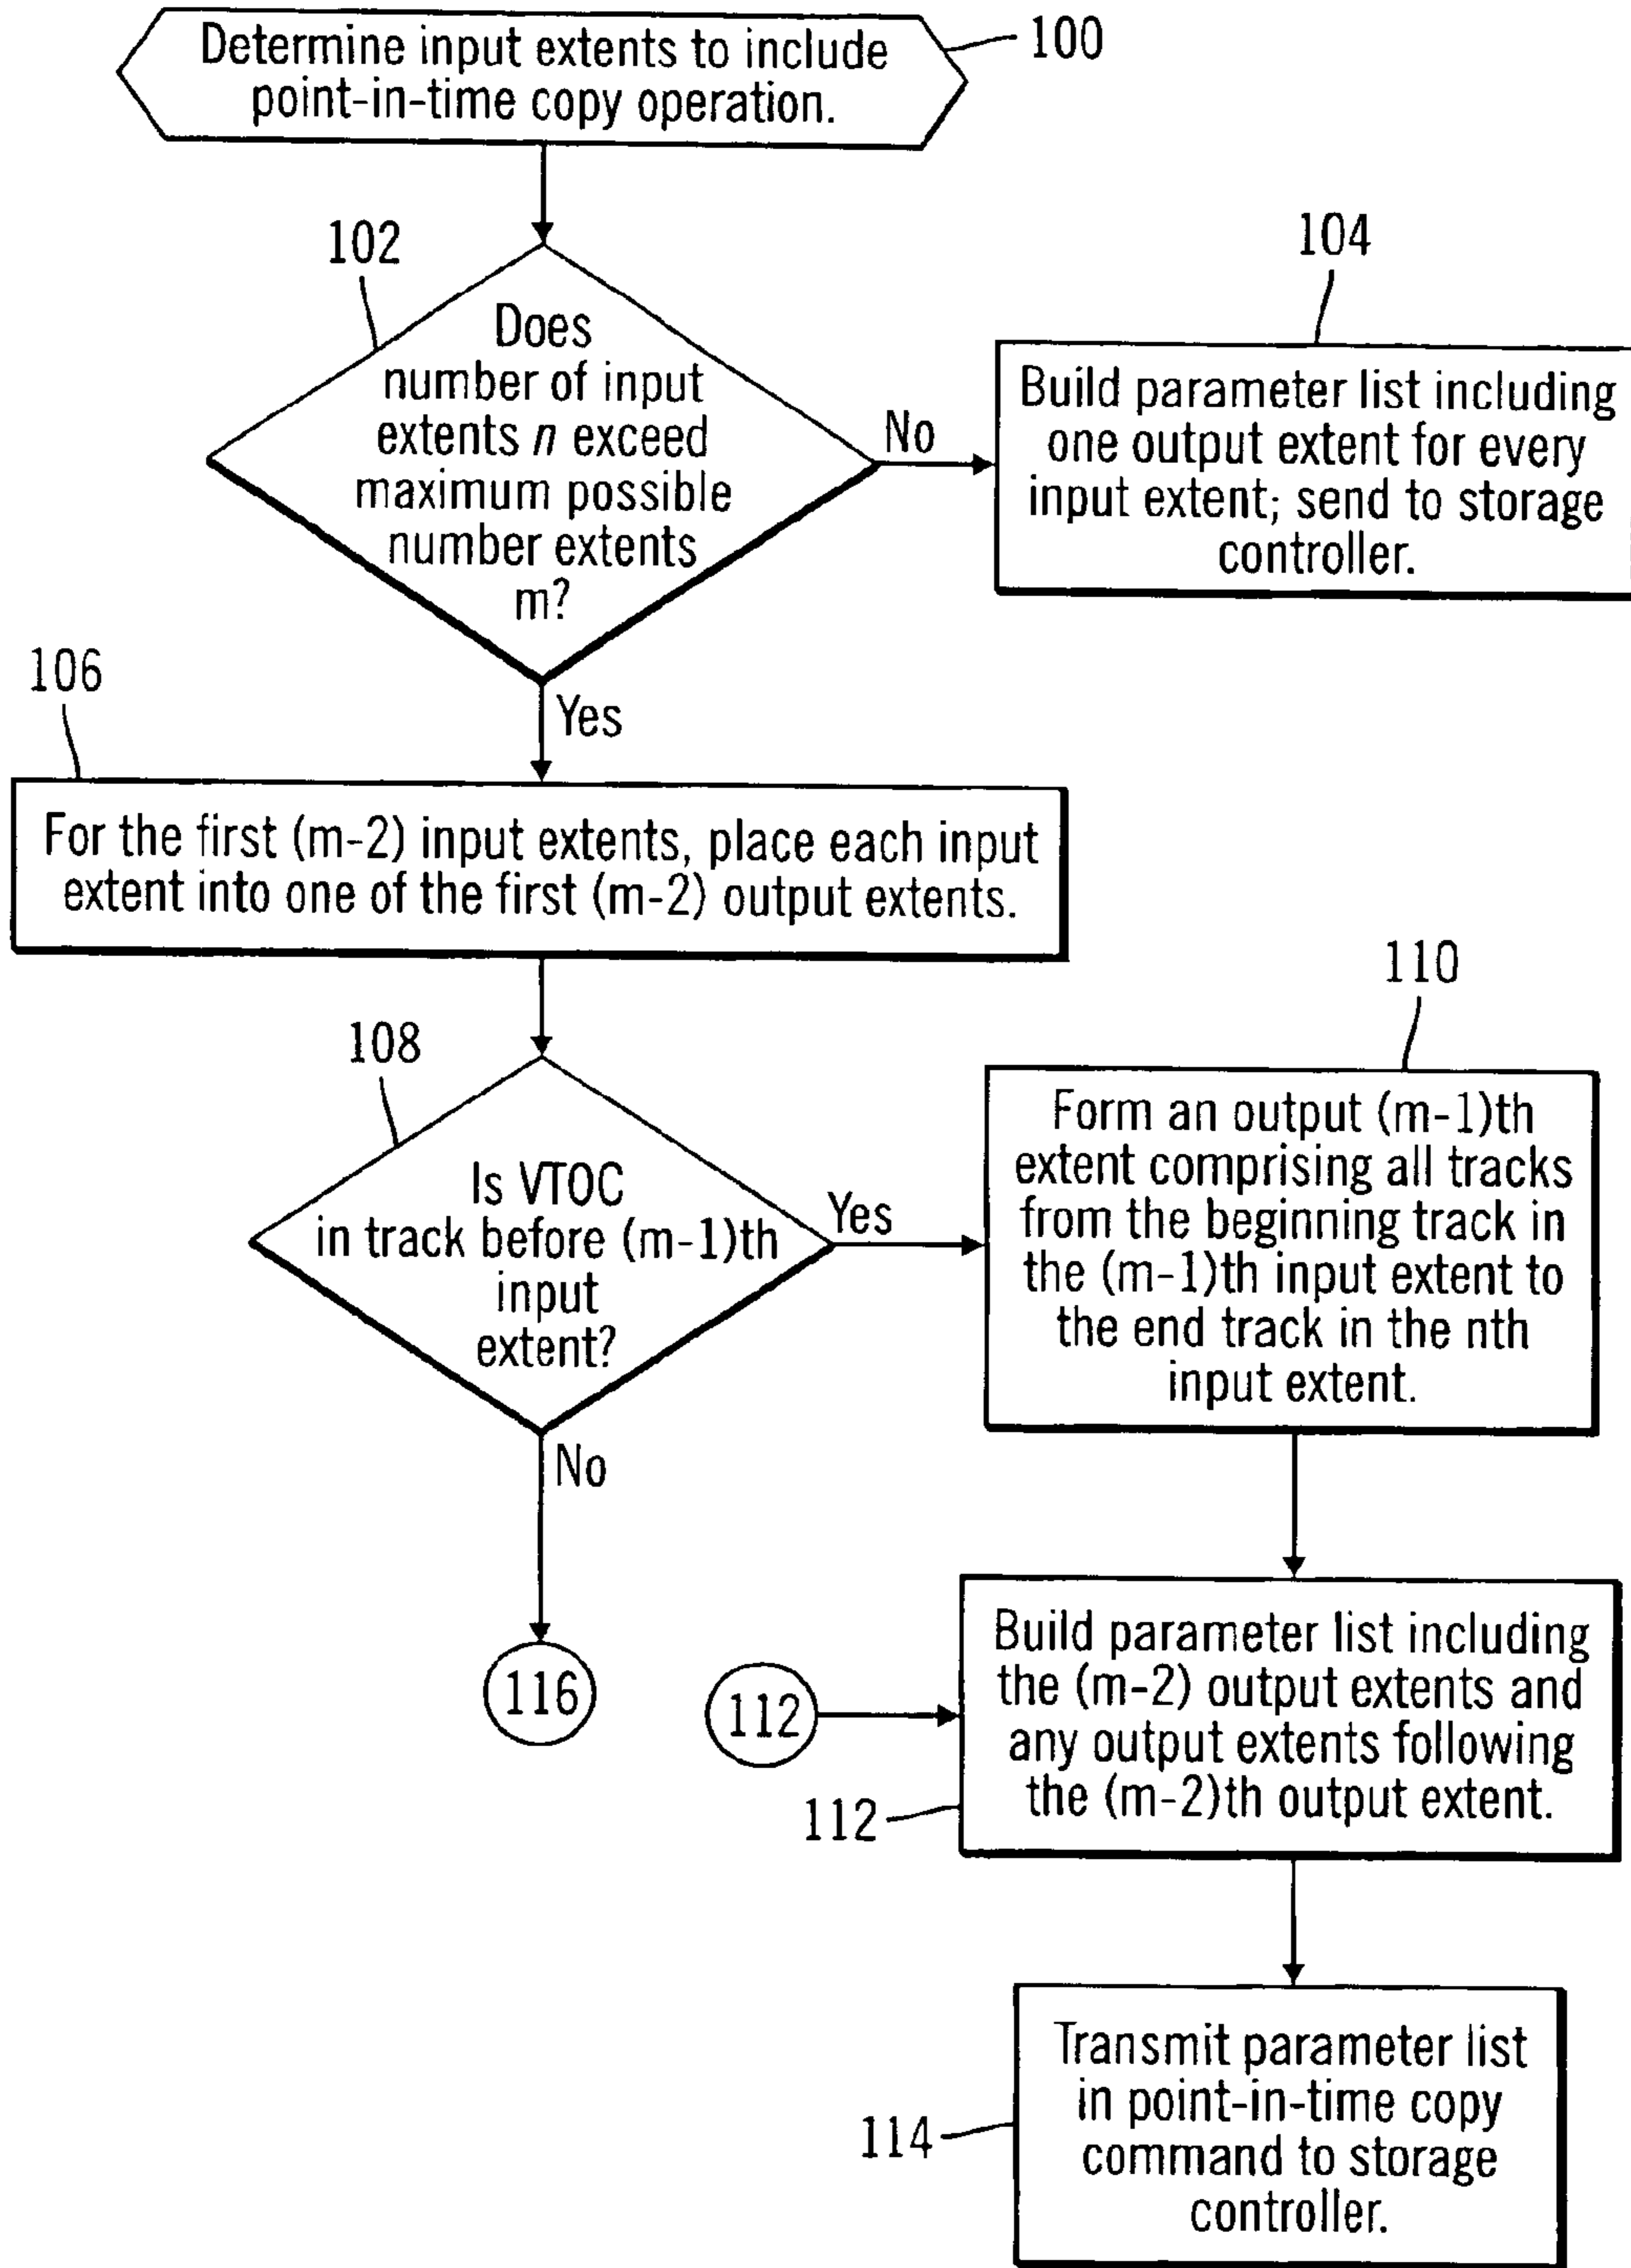 Determine input extents to include
point-in-time copy operation.
100
102
Does
number of input
extents n exceed
maximum possible
number extents
m?
No
104
Build parameter list including
one output extent for every
input extent; send to storage
controller.
Yes
106
For the first (m-2) input extents, place each input
extent into one of the first (m-2) output extents.
108
Is VTOC
in track before (m-1)th
input
extent?
Yes
110
Form an output (m-1)th
extent comprising all tracks
from the beginning track in
the (m-1)th input extent to
the end track in the nth
input extent.
No
116
112
Build parameter list including
the (m-2) output extents and
any output extents following
the (m-2)th output extent.
112
Transmit parameter list
in point-in-time copy
command to storage
controller.
114